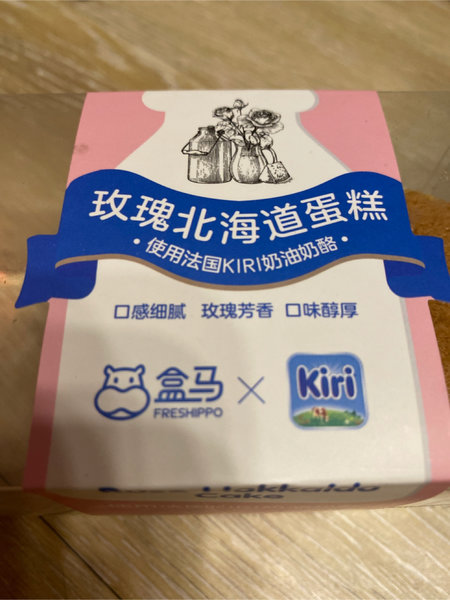 玫瑰北海道蛋糕
·使用法国KIRI奶油奶酪·
口感细腻 玫瑰芳香 口味醇厚
盒马 × Kiri
FRESHIPPO
Hokkaido
Cake